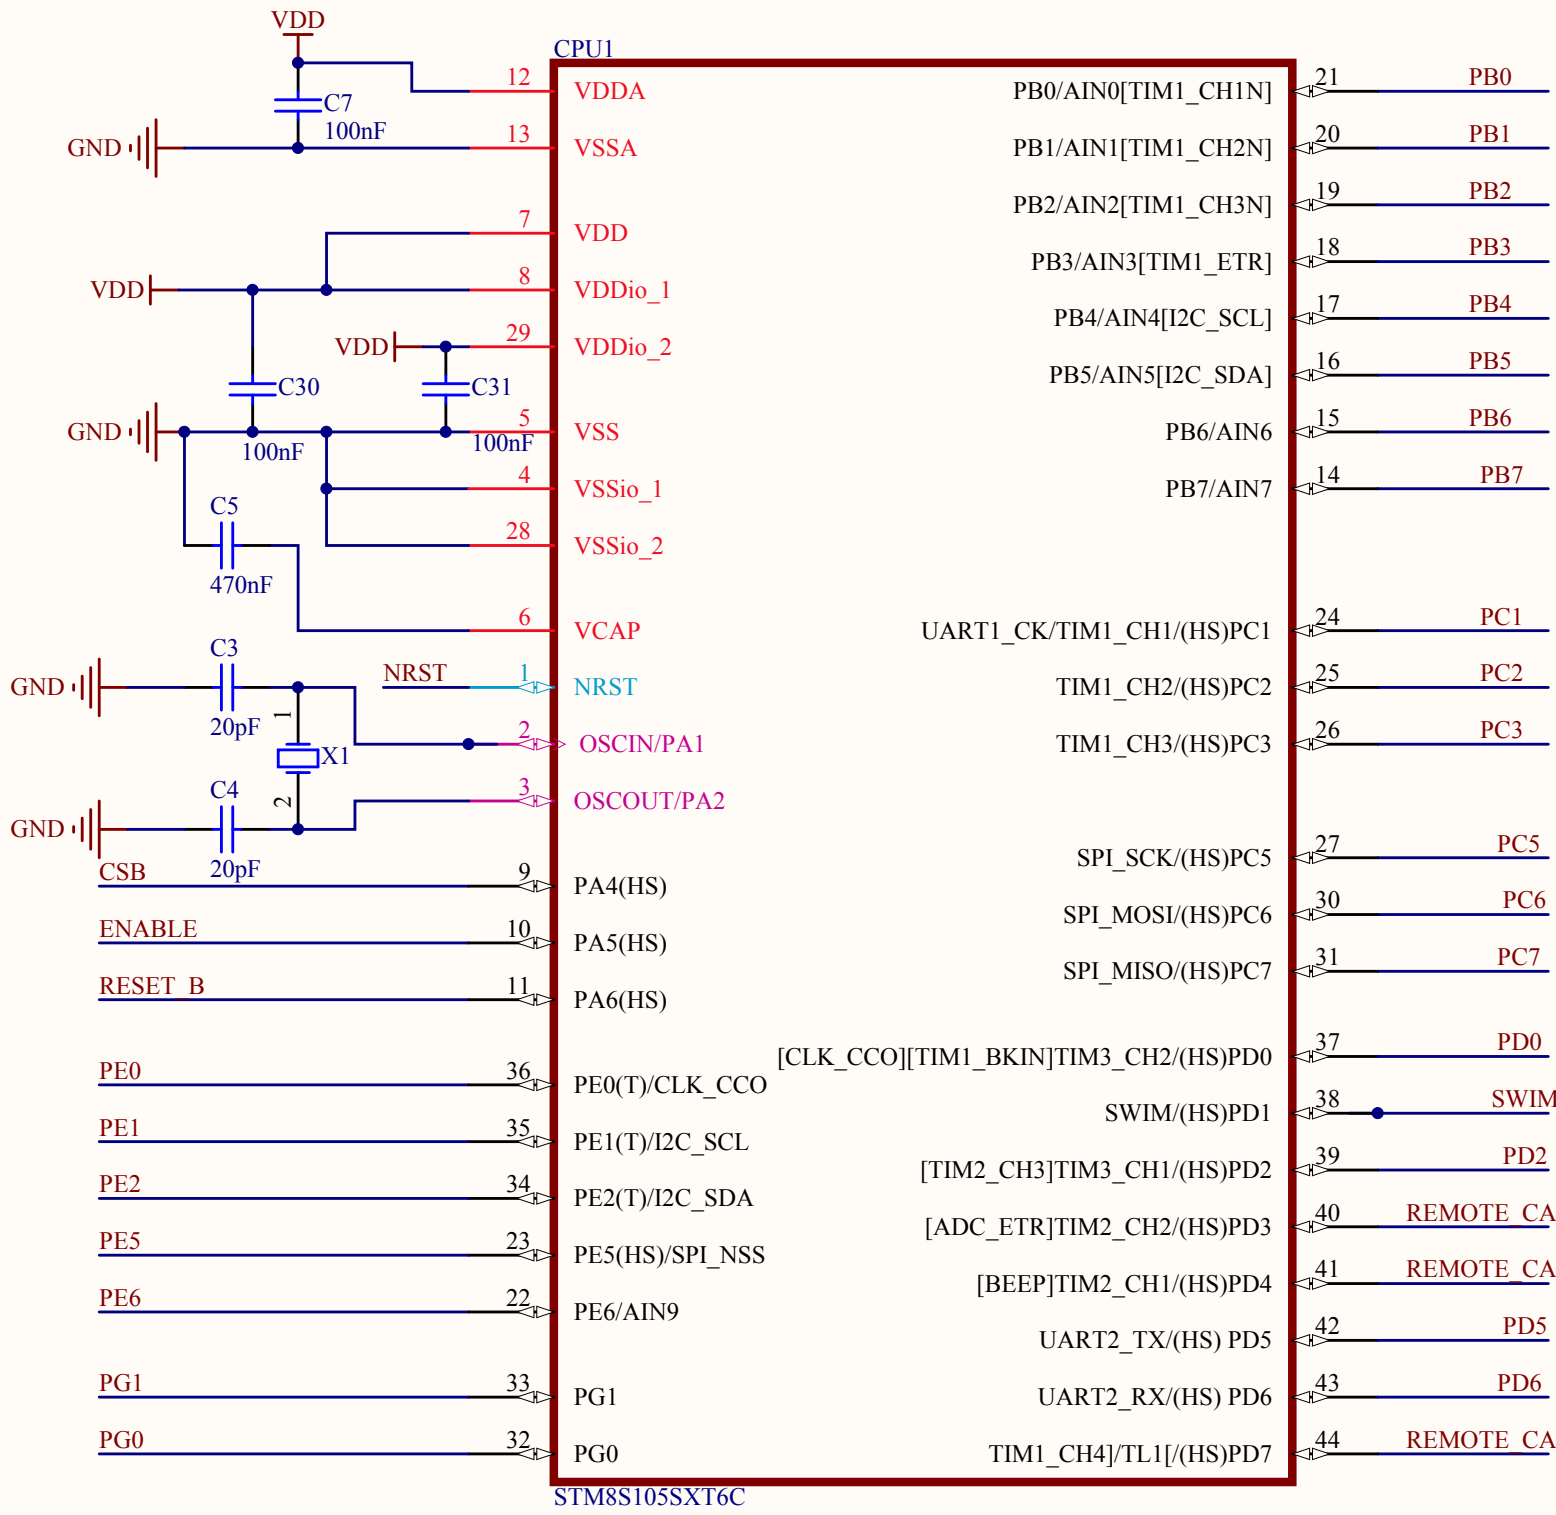 VDD
CPU1
12 VDDA
C7
100nF
GND
13 VSSA
7 VDD
VDD
8 VDDio_1
VDD
29 VDDio_2
C30
C31
GND
5 VSS
100nF
100nF
4 VSSio_1
C5
28 VSSio_2
470nF
6 VCAP
C3
GND
NRST
1 NRST
20pF
1
2 OSCIN/PA1
X1
C4
2
3 OSCOUT/PA2
GND
20pF
CSB 9 PA4(HS)
ENABLE 10 PA5(HS)
RESET_B 11 PA6(HS)
PE0 36 PE0(T)/CLK_CCO
PE1 35 PE1(T)/I2C_SCL
PE2 34 PE2(T)/I2C_SDA
PE5 23 PE5(HS)/SPI_NSS
PE6 22 PE6/AIN9
PG1 33 PG1
PG0 32 PG0
PB0/AIN0[TIM1_CH1N] 21 PB0
PB1/AIN1[TIM1_CH2N] 20 PB1
PB2/AIN2[TIM1_CH3N] 19 PB2
PB3/AIN3[TIM1_ETR] 18 PB3
PB4/AIN4[I2C_SCL] 17 PB4
PB5/AIN5[I2C_SDA] 16 PB5
PB6/AIN6 15 PB6
PB7/AIN7 14 PB7
UART1_CK/TIM1_CH1/(HS)PC1 24 PC1
TIM1_CH2/(HS)PC2 25 PC2
TIM1_CH3/(HS)PC3 26 PC3
SPI_SCK/(HS)PC5 27 PC5
SPI_MOSI/(HS)PC6 30 PC6
SPI_MISO/(HS)PC7 31 PC7
[CLK_CCO][TIM1_BKIN]TIM3_CH2/(HS)PD0 37 PD0
SWIM/(HS)PD1 38 SWIM
[TIM2_CH3]TIM3_CH1/(HS)PD2 39 PD2
[ADC_ETR]TIM2_CH2/(HS)PD3 40 REMOTE_CA
[BEEP]TIM2_CH1/(HS)PD4 41 REMOTE_CA
UART2_TX/(HS) PD5 42 PD5
UART2_RX/(HS) PD6 43 PD6
TIM1_CH4]/TL1[/(HS)PD7 44 REMOTE_CA
STM8S105SXT6C